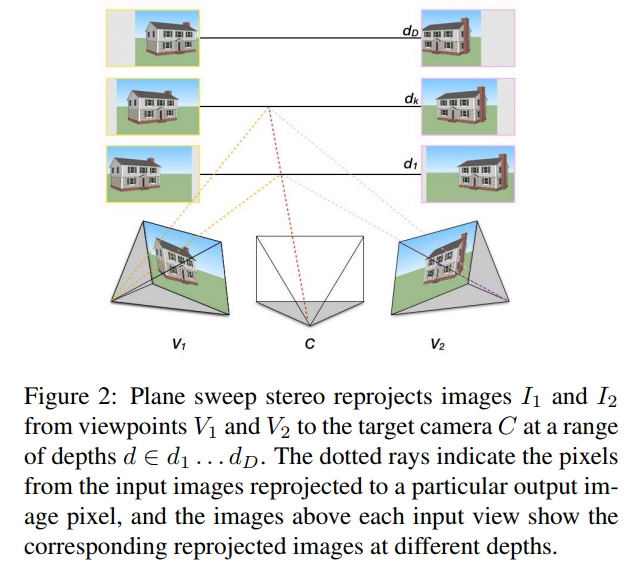 d_D
d_k
d_1
V_1
C
V_2
Figure 2: Plane sweep stereo reprojects images I_1 and I_2
from viewpoints V_1 and V_2 to the target camera C at a range
of depths d ∈ d_1 . . . d_D. The dotted rays indicate the pixels
from the input images reprojected to a particular output im-
age pixel, and the images above each input view show the
corresponding reprojected images at different depths.